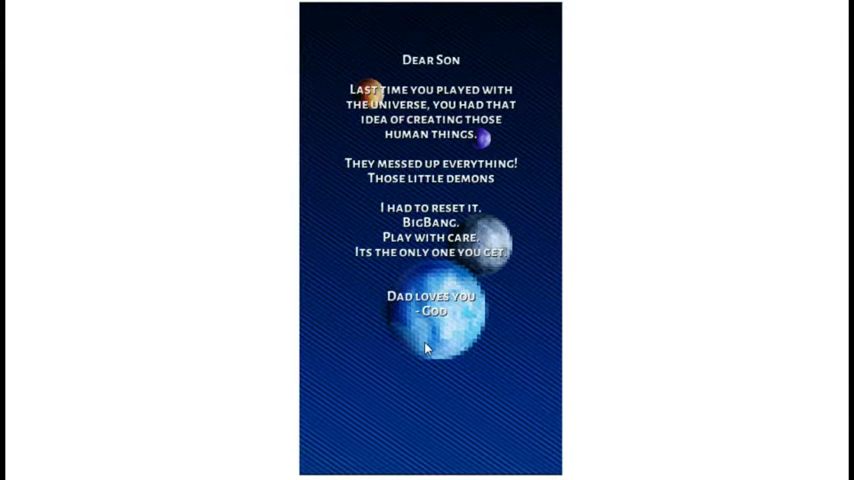 Dear Son
Last time you played with
the universe, you had that
idea of creating those
human things.
They messed up everything!
Those little demons
I had to reset it.
BigBang.
Play with care.
Its the only one you get.
Dad loves you
- God